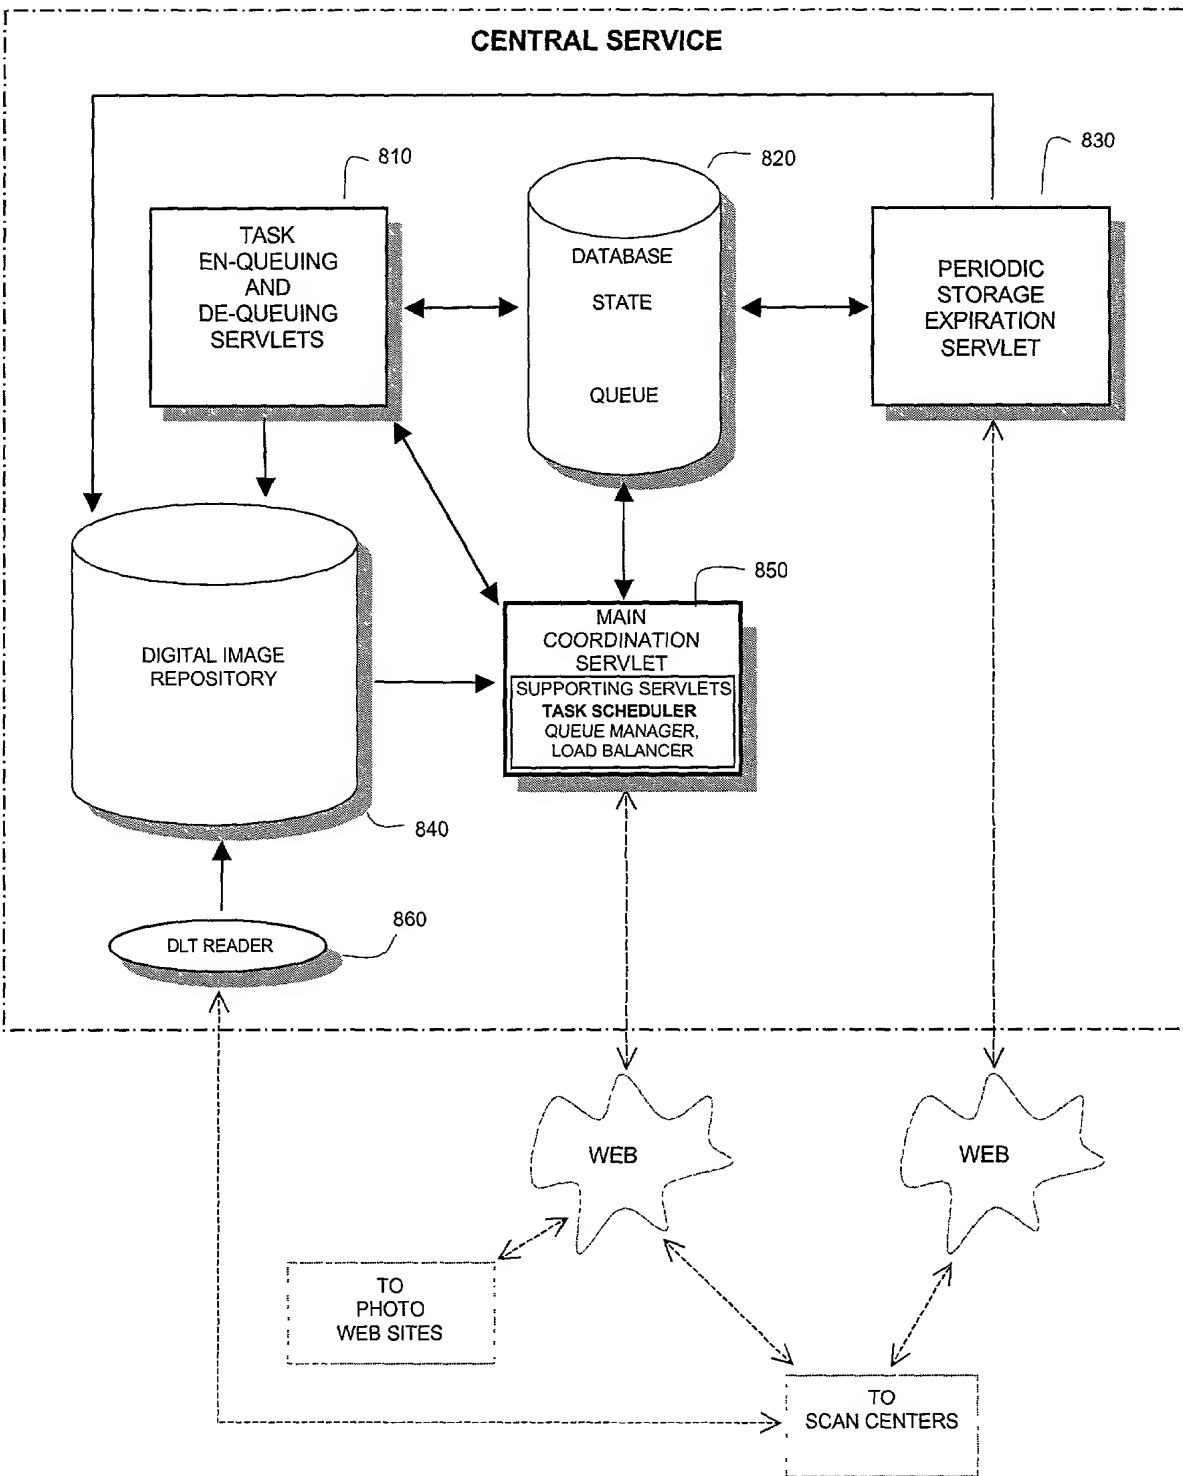 CENTRAL SERVICE
810
820
830
TASK
EN-QUEUING
AND
DE-QUEUING
SERVLETS
DATABASE
STATE
QUEUE
PERIODIC
STORAGE
EXPIRATION
SERVLET
850
MAIN
COORDINATION
SERVLET
SUPPORTING SERVLETS
TASK SCHEDULER
QUEUE MANAGER,
LOAD BALANCER
DIGITAL IMAGE
REPOSITORY
840
860
DLT READER
WEB
WEB
TO
PHOTO
WEB SITES
TO
SCAN CENTERS